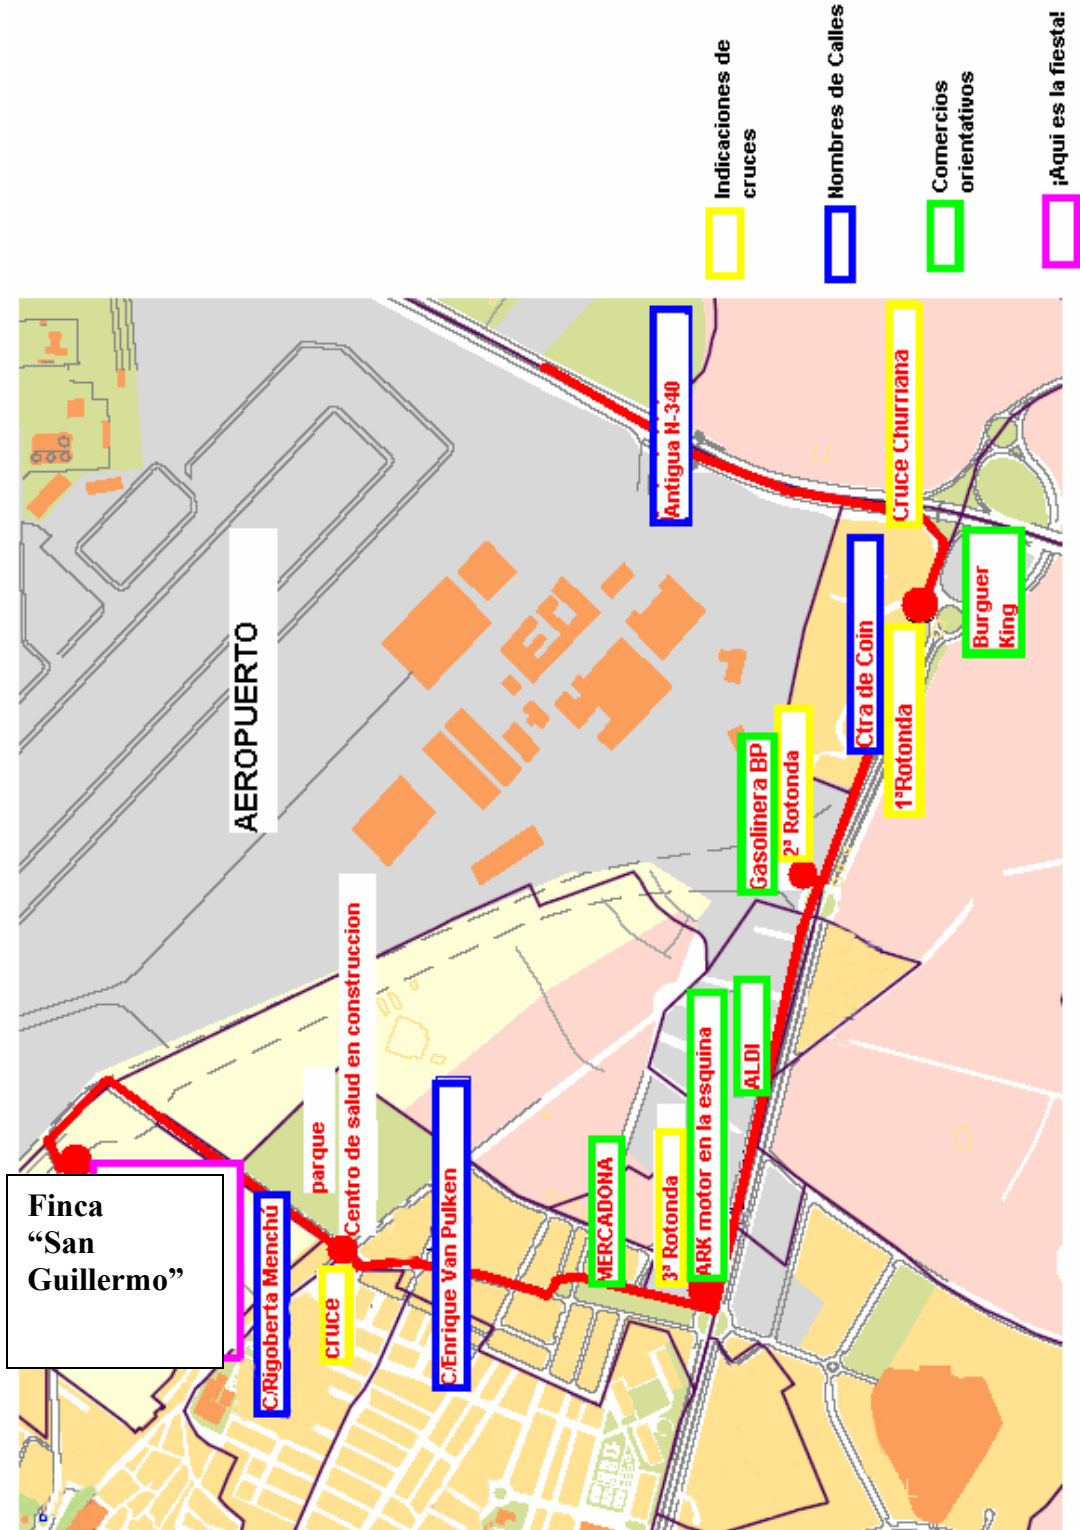 Indicaciones de
cruces
Nombres de Calles
Comercios
orientativos
¡Aqui es la fiesta!
AEROPUERTO
Antigua N-340
Cruce Churriana
Burguer
King
1ªRotonda
Ctra de Coin
2ª Rotonda
Gasolinera BP
ALDI
ARK motor en la esquina
3ª Rotonda
MERCADONA
C/Enrique Van Pulken
Centro de salud en construccion
parque
cruce
C/Rigoberta Menchú
Finca
“San
Guillermo”